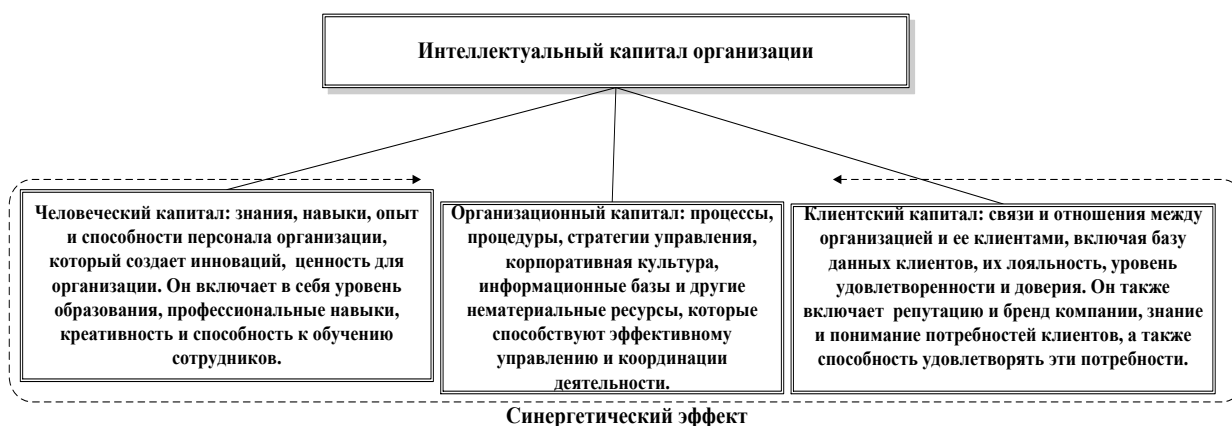 Интеллектуальный капитал организации
Человеческий капитал: знания, навыки, опыт
и способности персонала организации,
который создает инноваций, ценность для
организации. Он включает в себя уровень
образования, профессиональные навыки,
креативность и способность к обучению
сотрудников.
Организационный капитал: процессы,
процедуры, стратегии управления,
корпоративная культура,
информационные базы и другие
нематериальные ресурсы, которые
способствуют эффективному
управлению и координации
деятельности.
Клиентский капитал: связи и отношения между
организацией и ее клиентами, включая базу
данных клиентов, их лояльность, уровень
удовлетворенности и доверия. Он также
включает репутацию и бренд компании, знание
и понимание потребностей клиентов, а также
способность удовлетворять эти потребности.
Синергетический эффект